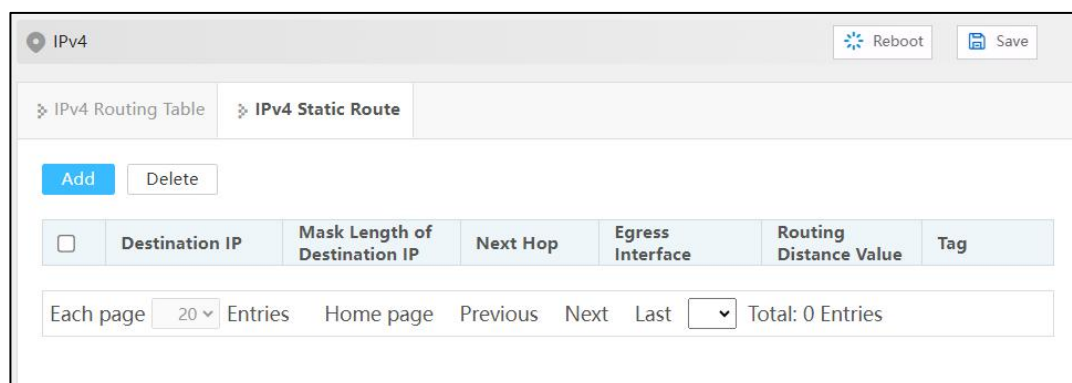 IPv4 Reboot Save
IPv4 Routing Table IPv4 Static Route
Add Delete
Destination IP Mask Length of Destination IP Next Hop Egress Interface Routing Distance Value Tag
Each page 20 Entries Home page Previous Next Last Total: 0 Entries